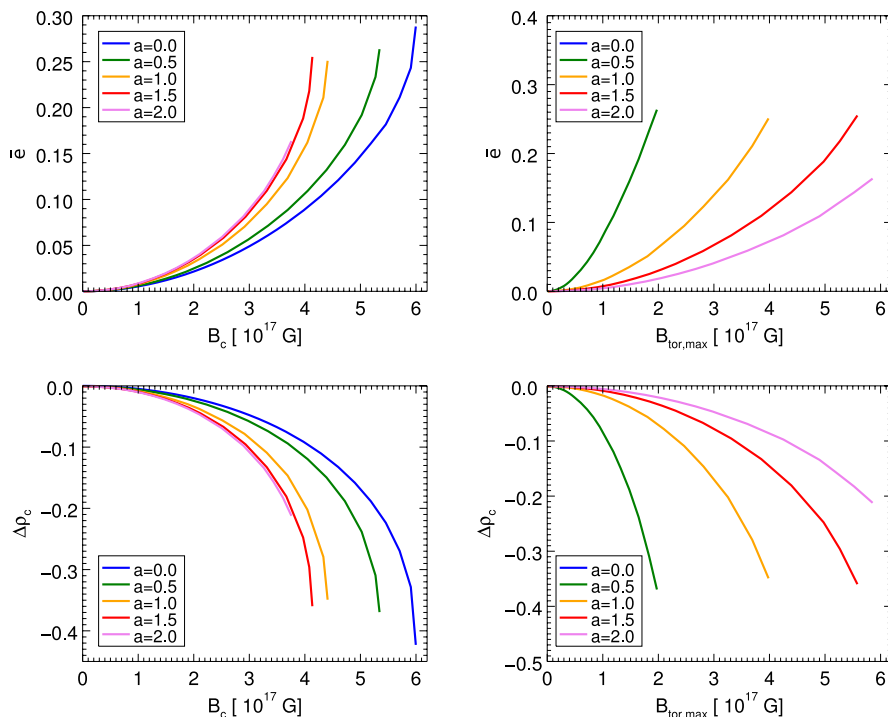 0.30
0.25
0.20
0.15
0.10
0.05
0.00
ē
a=0.0
a=0.5
a=1.0
a=1.5
a=2.0
0 1 2 3 4 5 6
B_c [ 10^17 G]
0.4
0.3
0.2
0.1
0.0
ē
a=0.0
a=0.5
a=1.0
a=1.5
a=2.0
0 1 2 3 4 5 6
B_tor,max [ 10^17 G]
0.0
−0.1
−0.2
−0.3
−0.4
Δρ_c
a=0.0
a=0.5
a=1.0
a=1.5
a=2.0
0 1 2 3 4 5 6
B_c [ 10^17 G]
0.0
−0.1
−0.2
−0.3
−0.4
−0.5
Δρ_c
a=0.0
a=0.5
a=1.0
a=1.5
a=2.0
0 1 2 3 4 5 6
B_tor,max [ 10^17 G]